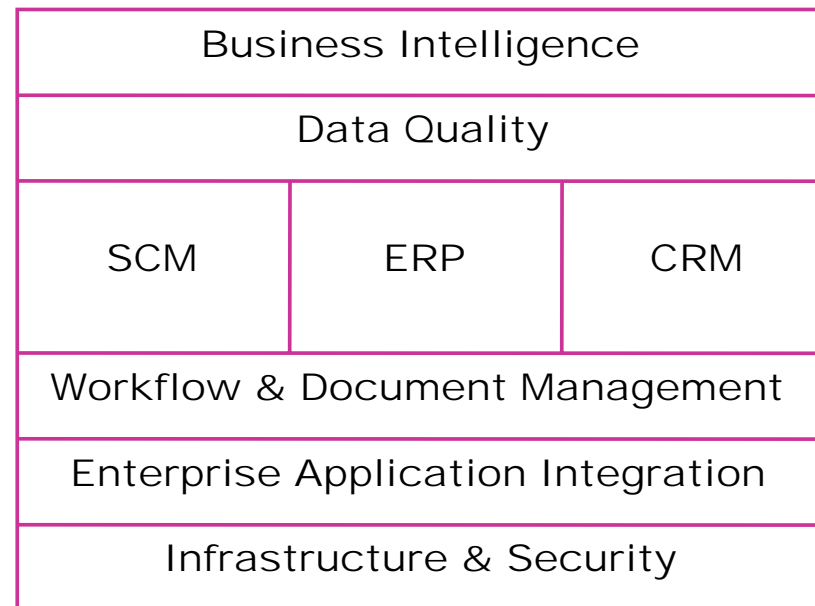 Business Intelligence
Data Quality
SCM ERP CRM
Workflow & Document Management
Enterprise Application Integration
Infrastructure & Security